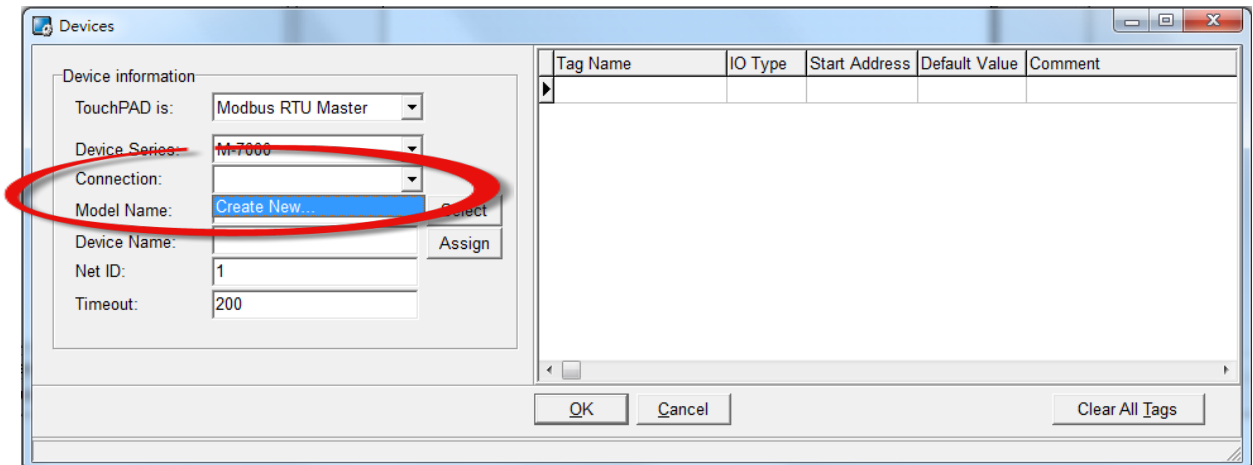 Devices
Device information
TouchPAD is: Modbus RTU Master
Device Series: M-7000
Connection:
Create New...
Model Name: Select
Device Name: Assign
Net ID: 1
Timeout: 200
Tag Name IO Type Start Address Default Value Comment
OK Cancel Clear All Tags